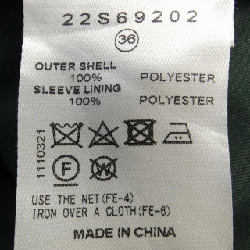 22S69202
36
OUTER SHELL
100% POLYESTER
SLEEVE LINING
100% POLYESTER
1110321
F W
USE THE NET(FE-4)
IRON OVER A CLOTH(FE-6)
MADE IN CHINA